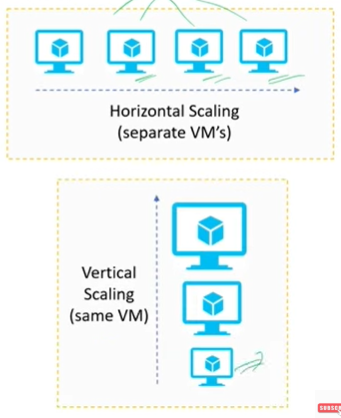 Horizontal Scaling
(separate VM's)
Vertical
Scaling
(same VM)